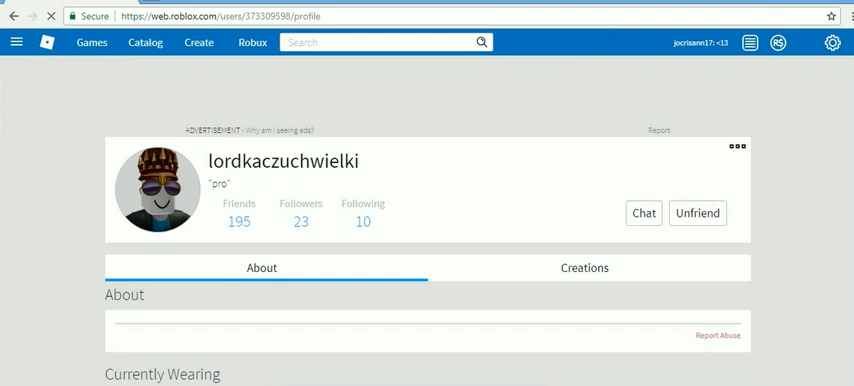 Secure
https://web.roblox.com/users/373309598/profile
Games Catalog Create Robux Search jocrisann17: <13 R$
ADVERTISEMENT - Why am I seeing ads? Report
lordkaczuchwielki
"pro"
Friends Followers Following
195 23 10
Chat Unfriend
About Creations
About
Report Abuse
Currently Wearing